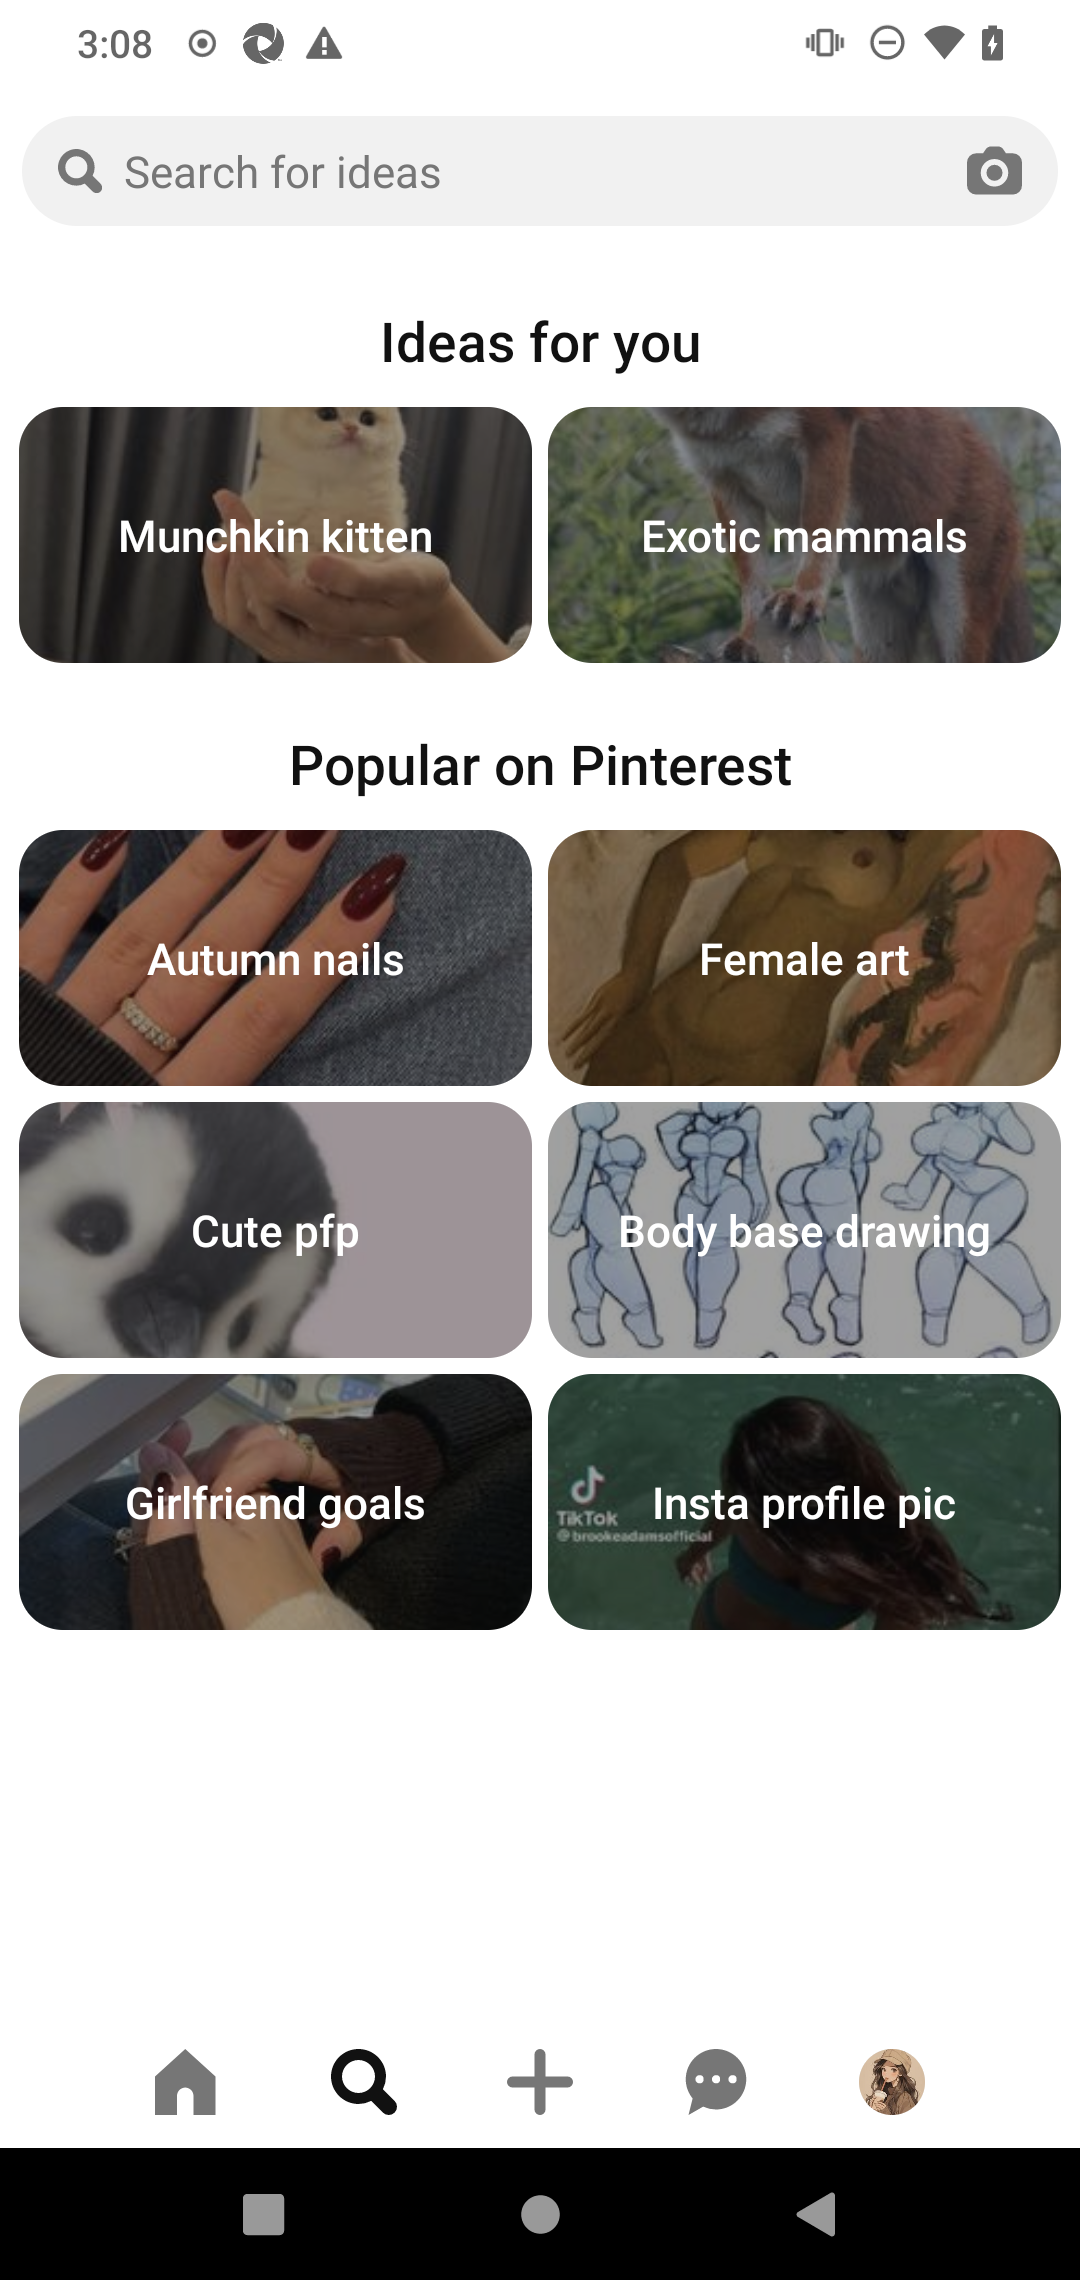 3:08
Search for ideas
Ideas for you
Munchkin kitten
Exotic mammals
Popular on Pinterest
Autumn nails
Female art
Cute pfp
Body base drawing
Girlfriend goals
Insta profile pic
TikTok
@brookeadamsofficial